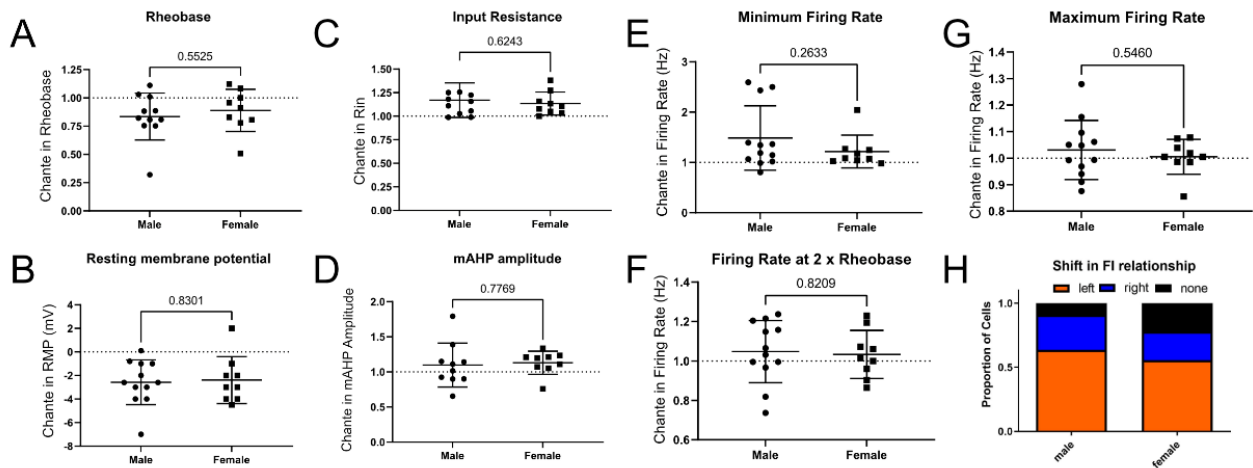 A
Rheobase
0.5525
Chante in Rheobase
1.25
1.00
0.75
0.50
0.25
0.00
Male
Female
C
Input Resistance
0.6243
Chante in Rin
1.50
1.25
1.00
0.75
0.50
0.25
0.00
Male
Female
E
Minimum Firing Rate
0.2633
Chante in Firing Rate (Hz)
3
2
1
0
Male
Female
G
Maximum Firing Rate
0.5460
Chante in Firing Rate (Hz)
1.4
1.3
1.2
1.1
1.0
0.9
0.8
Male
Female
B
Resting membrane potential
0.8301
Chante in RMP (mV)
4
2
0
-2
-4
-6
-8
Male
Female
D
mAHP amplitude
0.7769
Chante in mAHP Amplitude
2.0
1.5
1.0
0.5
0.0
Male
Female
F
Firing Rate at 2 x Rheobase
0.8209
Chante in Firing Rate (Hz)
1.4
1.2
1.0
0.8
0.6
Male
Female
H
Shift in FI relationship
left right none
Proportion of Cells
1.0
0.5
0.0
male
female